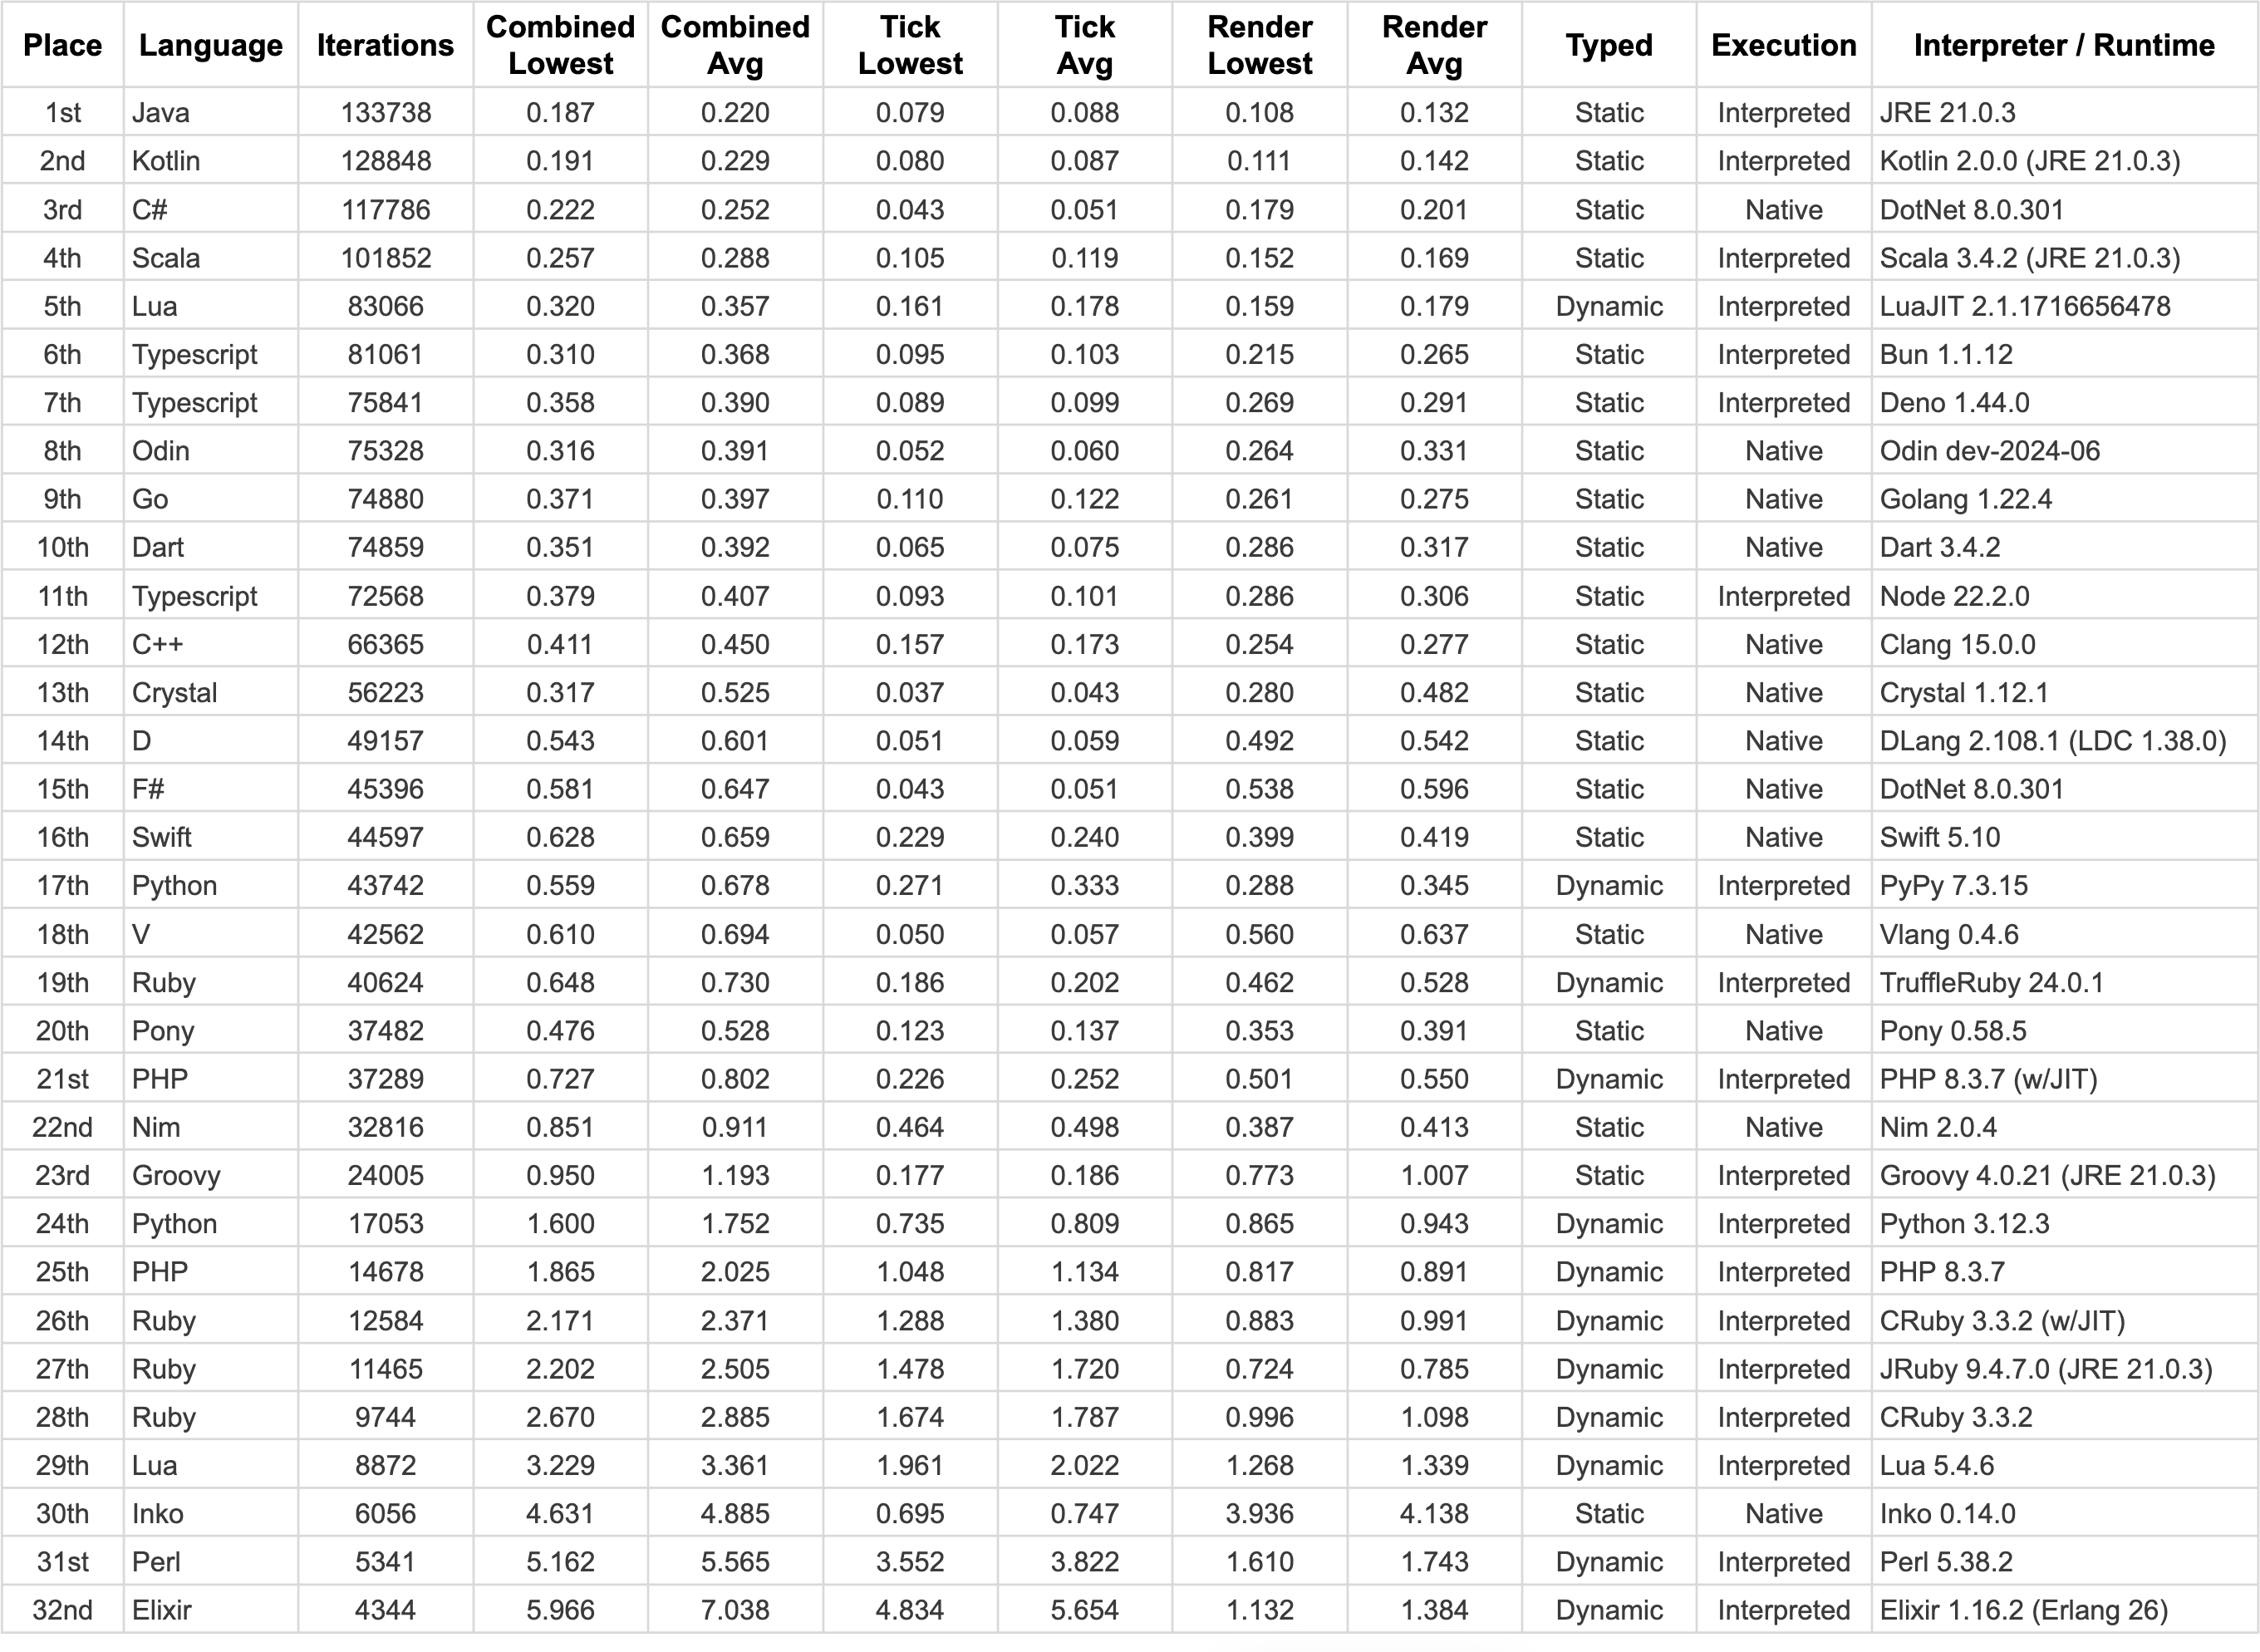 Place Language Iterations Combined Lowest Combined Avg Tick Lowest Tick Avg Render Lowest Render Avg Typed Execution Interpreter / Runtime
1st Java 133738 0.187 0.220 0.079 0.088 0.108 0.132 Static Interpreted JRE 21.0.3
2nd Kotlin 128848 0.191 0.229 0.080 0.087 0.111 0.142 Static Interpreted Kotlin 2.0.0 (JRE 21.0.3)
3rd C# 117786 0.222 0.252 0.043 0.051 0.179 0.201 Static Native DotNet 8.0.301
4th Scala 101852 0.257 0.288 0.105 0.119 0.152 0.169 Static Interpreted Scala 3.4.2 (JRE 21.0.3)
5th Lua 83066 0.320 0.357 0.161 0.178 0.159 0.179 Dynamic Interpreted LuaJIT 2.1.1716656478
6th Typescript 81061 0.310 0.368 0.095 0.103 0.215 0.265 Static Interpreted Bun 1.1.12
7th Typescript 75841 0.358 0.390 0.089 0.099 0.269 0.291 Static Interpreted Deno 1.44.0
8th Odin 75328 0.316 0.391 0.052 0.060 0.264 0.331 Static Native Odin dev-2024-06
9th Go 74880 0.371 0.397 0.110 0.122 0.261 0.275 Static Native Golang 1.22.4
10th Dart 74859 0.351 0.392 0.065 0.075 0.286 0.317 Static Native Dart 3.4.2
11th Typescript 72568 0.379 0.407 0.093 0.101 0.286 0.306 Static Interpreted Node 22.2.0
12th C++ 66365 0.411 0.450 0.157 0.173 0.254 0.277 Static Native Clang 15.0.0
13th Crystal 56223 0.317 0.525 0.037 0.043 0.280 0.482 Static Native Crystal 1.12.1
14th D 49157 0.543 0.601 0.051 0.059 0.492 0.542 Static Native DLang 2.108.1 (LDC 1.38.0)
15th F# 45396 0.581 0.647 0.043 0.051 0.538 0.596 Static Native DotNet 8.0.301
16th Swift 44597 0.628 0.659 0.229 0.240 0.399 0.419 Static Native Swift 5.10
17th Python 43742 0.559 0.678 0.271 0.333 0.288 0.345 Dynamic Interpreted PyPy 7.3.15
18th V 42562 0.610 0.694 0.050 0.057 0.560 0.637 Static Native Vlang 0.4.6
19th Ruby 40624 0.648 0.730 0.186 0.202 0.462 0.528 Dynamic Interpreted TruffleRuby 24.0.1
20th Pony 37482 0.476 0.528 0.123 0.137 0.353 0.391 Static Native Pony 0.58.5
21st PHP 37289 0.727 0.802 0.226 0.252 0.501 0.550 Dynamic Interpreted PHP 8.3.7 (w/JIT)
22nd Nim 32816 0.851 0.911 0.464 0.498 0.387 0.413 Static Native Nim 2.0.4
23rd Groovy 24005 0.950 1.193 0.177 0.186 0.773 1.007 Static Interpreted Groovy 4.0.21 (JRE 21.0.3)
24th Python 17053 1.600 1.752 0.735 0.809 0.865 0.943 Dynamic Interpreted Python 3.12.3
25th PHP 14678 1.865 2.025 1.048 1.134 0.817 0.891 Dynamic Interpreted PHP 8.3.7
26th Ruby 12584 2.171 2.371 1.288 1.380 0.883 0.991 Dynamic Interpreted CRuby 3.3.2 (w/JIT)
27th Ruby 11465 2.202 2.505 1.478 1.720 0.724 0.785 Dynamic Interpreted JRuby 9.4.7.0 (JRE 21.0.3)
28th Ruby 9744 2.670 2.885 1.674 1.787 0.996 1.098 Dynamic Interpreted CRuby 3.3.2
29th Lua 8872 3.229 3.361 1.961 2.022 1.268 1.339 Dynamic Interpreted Lua 5.4.6
30th Inko 6056 4.631 4.885 0.695 0.747 3.936 4.138 Static Native Inko 0.14.0
31st Perl 5341 5.162 5.565 3.552 3.822 1.610 1.743 Dynamic Interpreted Perl 5.38.2
32nd Elixir 4344 5.966 7.038 4.834 5.654 1.132 1.384 Dynamic Interpreted Elixir 1.16.2 (Erlang 26)